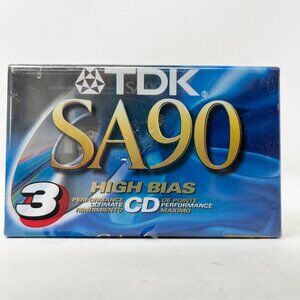 TDK
SA90
3
HIGH BIAS
PERFORMANCE ULTIMATE RENDIMIENTO
CD
DE POINTE PERFORMANCE MAXIMO